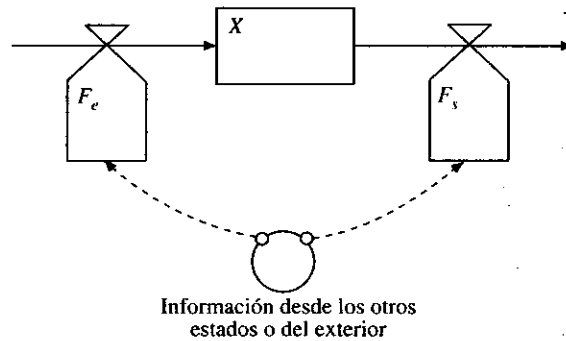 X
F_e
F_s
Información desde los otros
estados o del exterior